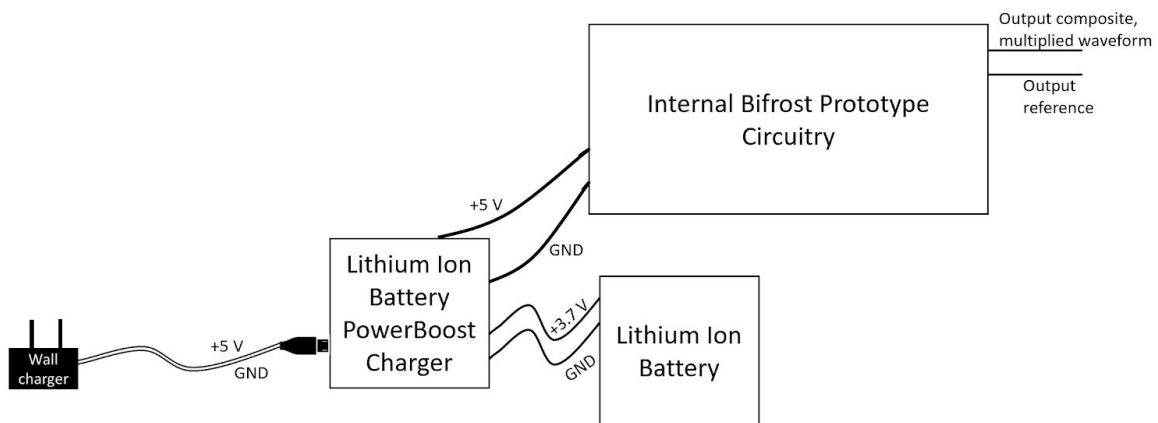 Output composite,
multiplied waveform
Output
reference
Internal Bifrost Prototype
Circuitry
+5 V
GND
Lithium Ion
Battery
PowerBoost
Charger
+3.7 V
GND
Lithium Ion
Battery
Wall
charger
+5 V
GND